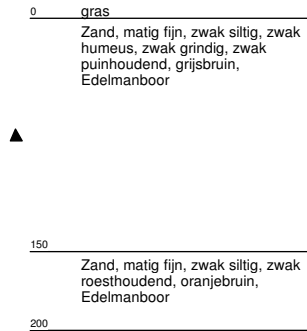 0 gras
Zand, matig fijn, zwak siltig, zwak
humeus, zwak grindig, zwak
puinhoudend, grijsbruin,
Edelmanboor
150
Zand, matig fijn, zwak siltig, zwak
roesthoudend, oranjebruin,
Edelmanboor
200